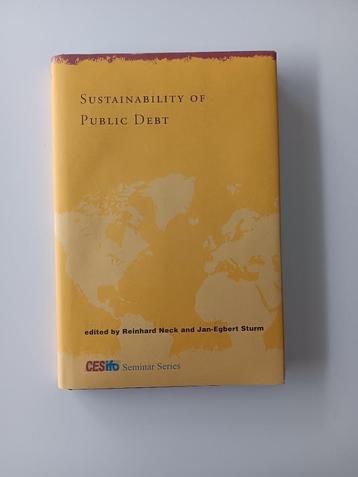 SUSTAINABILITY OF
PUBLIC DEBT
edited by Reinhard Neck and Jan-Egbert Sturm
CESifo Seminar Series